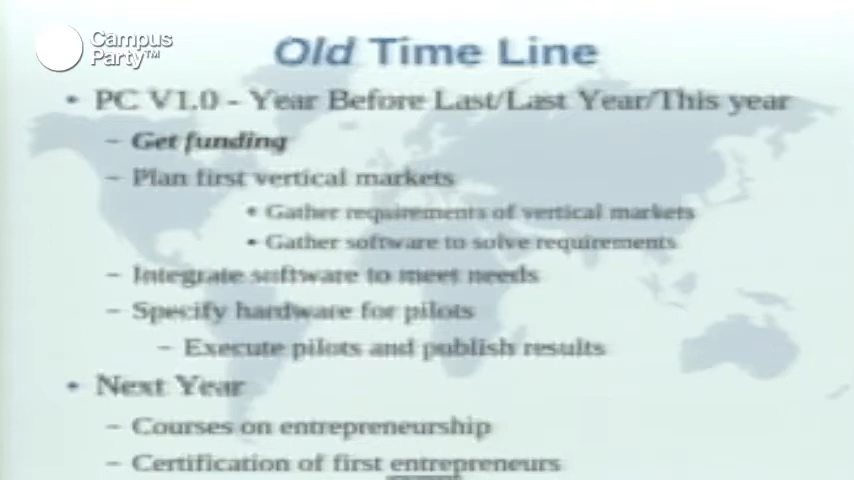 Campus
Party™
Old Time Line
• PC V1.0 - Year Before Last/Last Year/This year
– Get funding
– Plan first vertical markets
• Gather requirements of vertical markets
• Gather software to solve requirements
– Integrate software to meet needs
– Specify hardware for pilots
– Execute pilots and publish results
• Next Year
– Courses on entrepreneurship
– Certification of first entrepreneurs